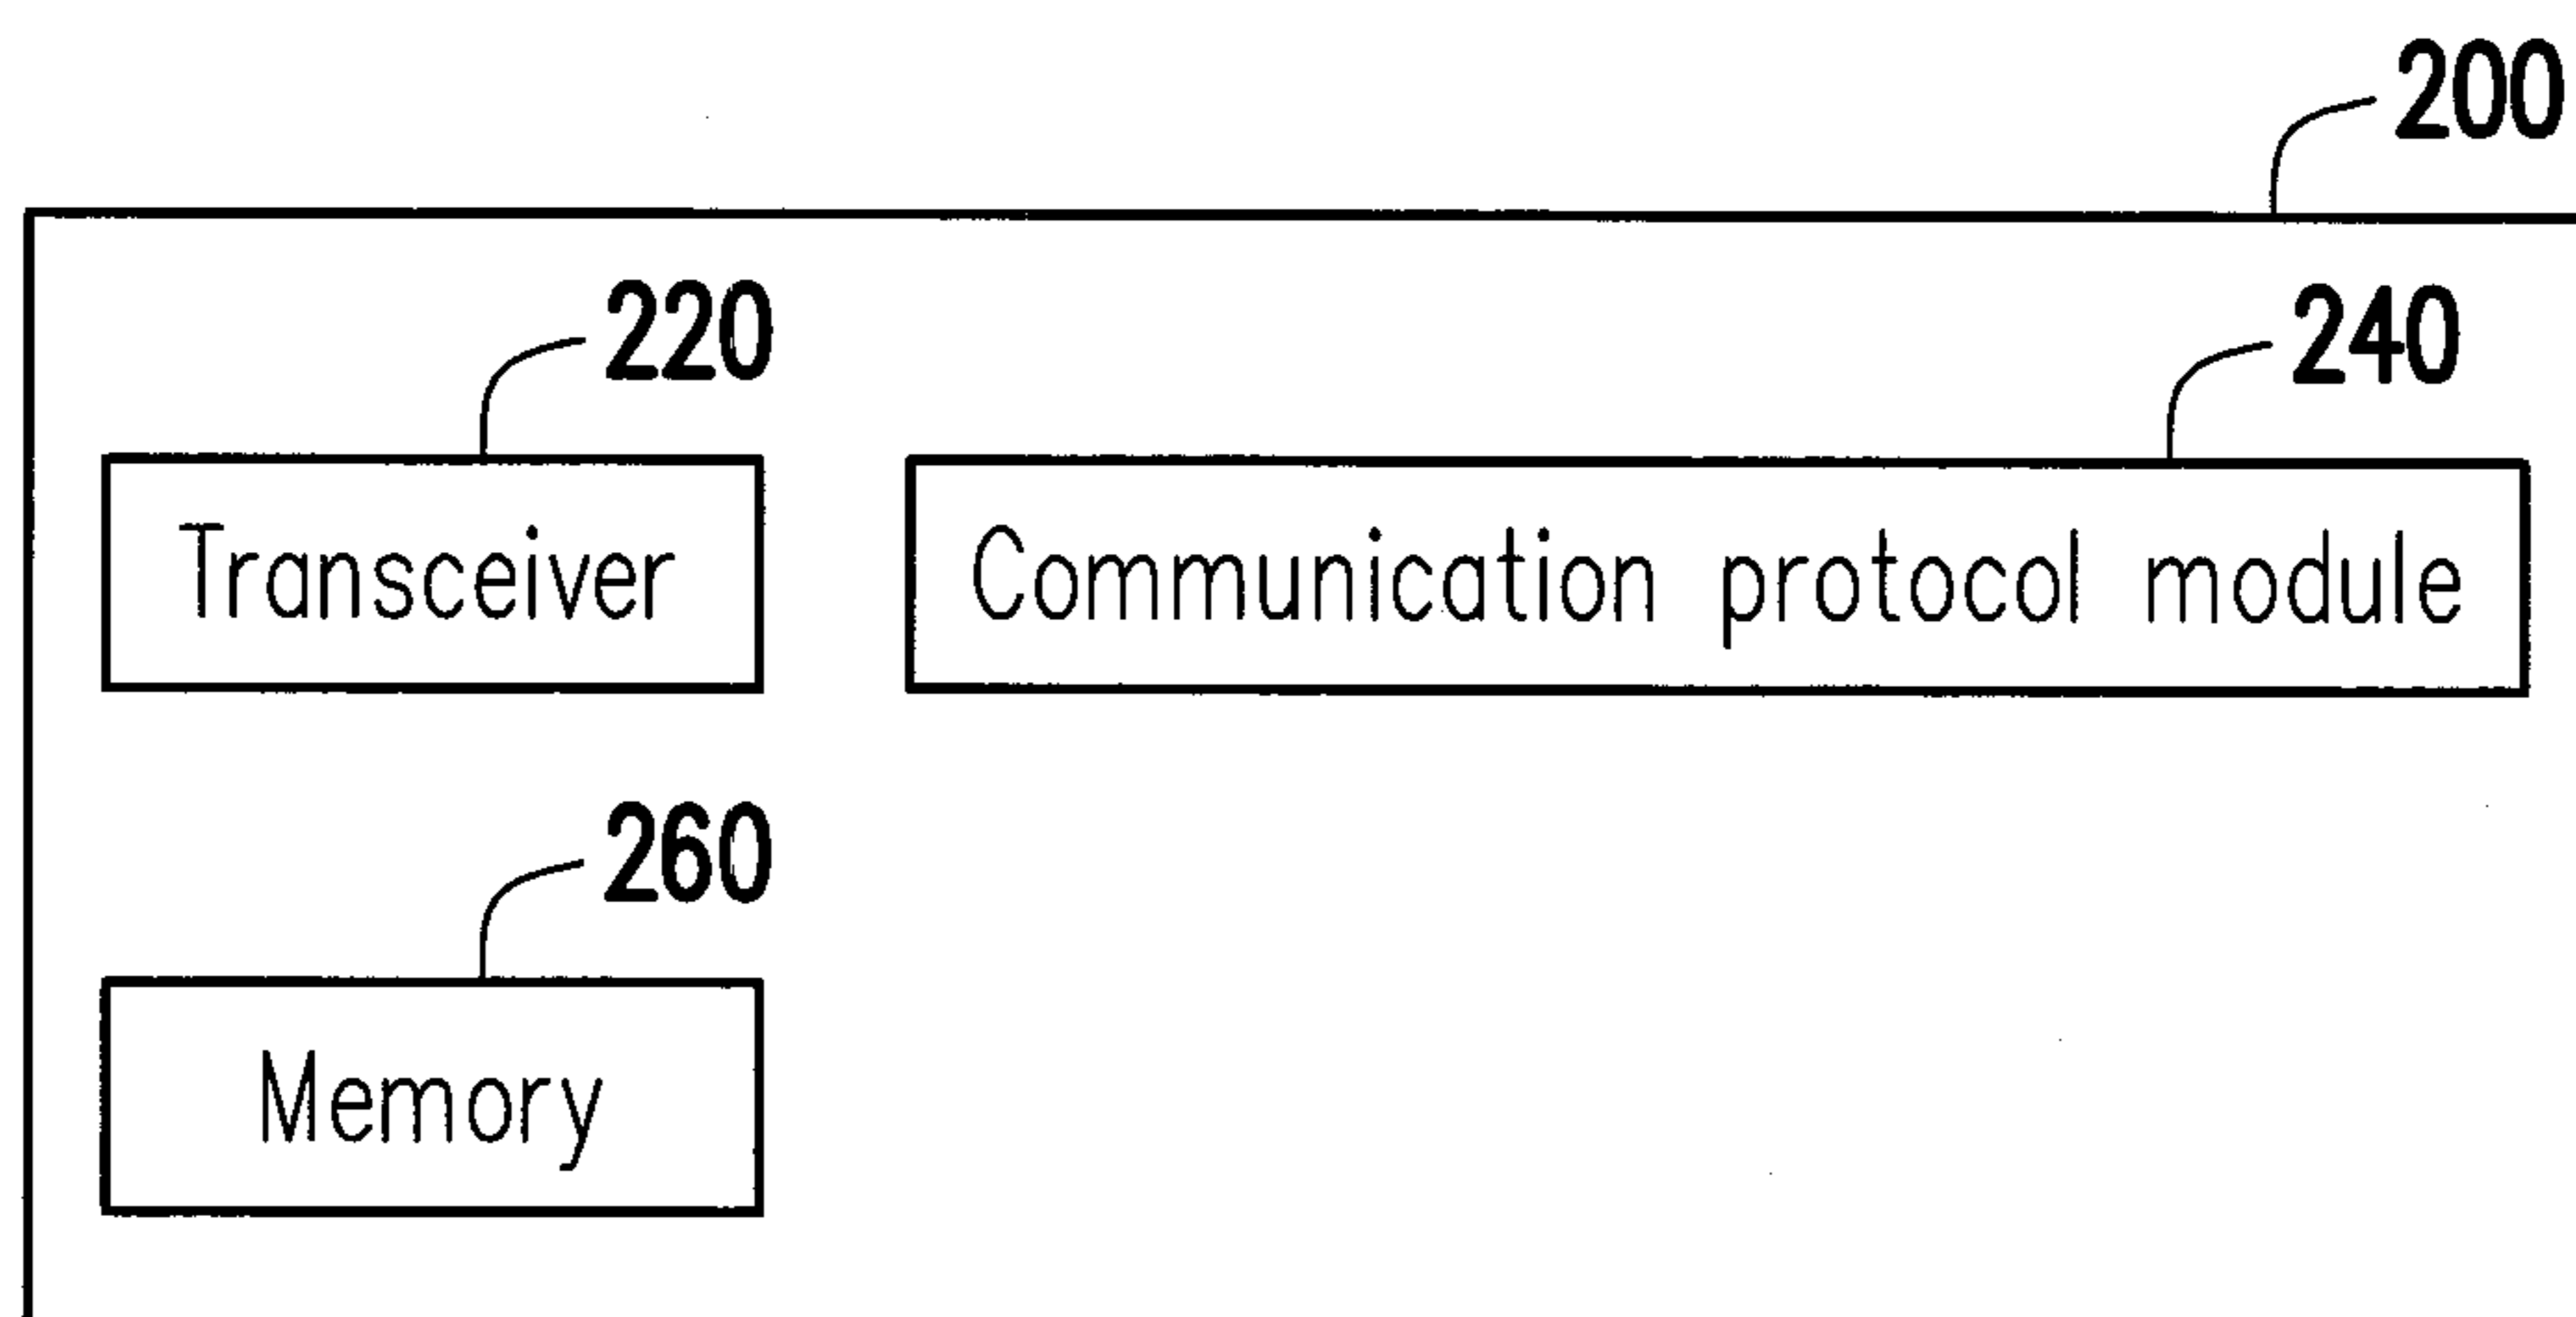 200
220
240
Transceiver
Communication protocol module
260
Memory